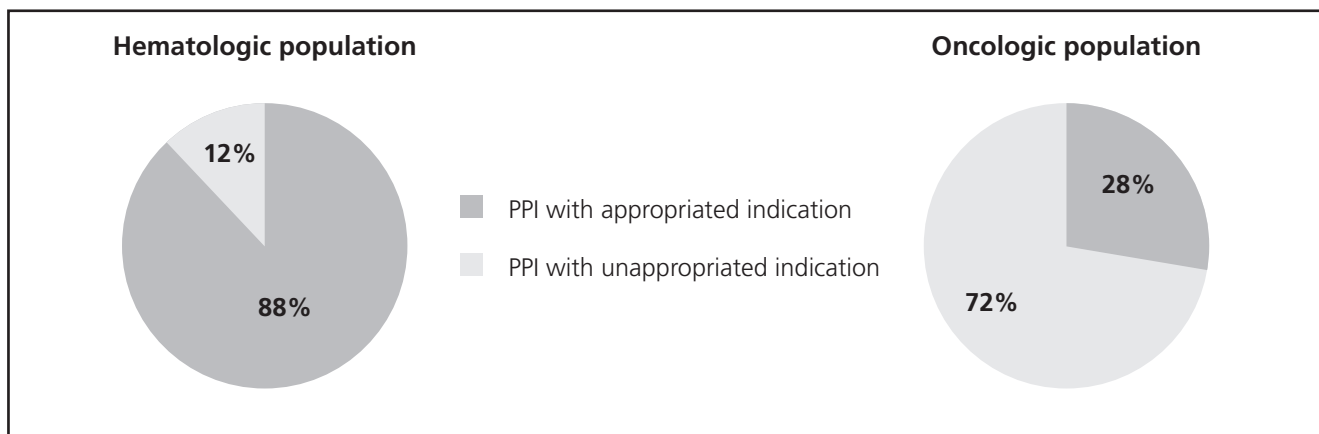 Hematologic population
Oncologic population
12%
88%
PPI with appropriated indication
PPI with unappropriated indication
28%
72%